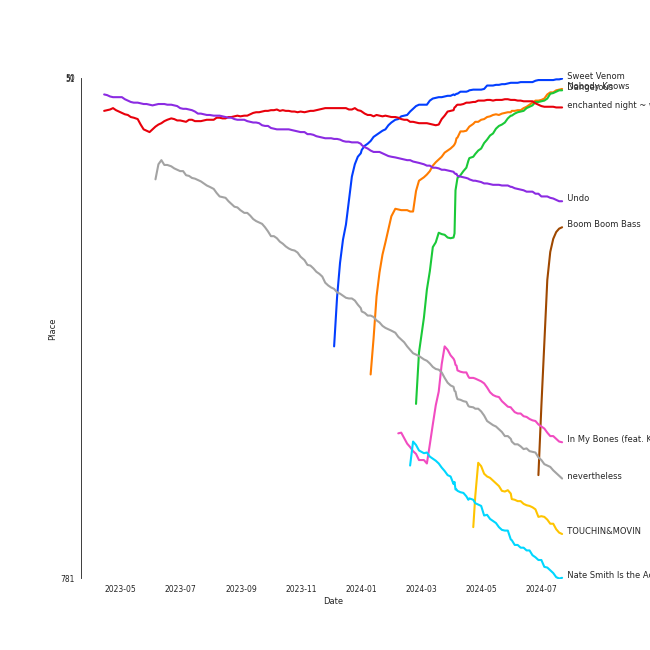 Sweet Venom
Nobody Knows
enchanted night ~
Undo
Boom Boom Bass
In My Bones (feat. K
nevertheless
TOUCHIN&MOVIN
Nate Smith Is the
781
Place
2023-05 2023-07 2023-09 2023-11 2024-01 2024-03 2024-05 2024-07
Date